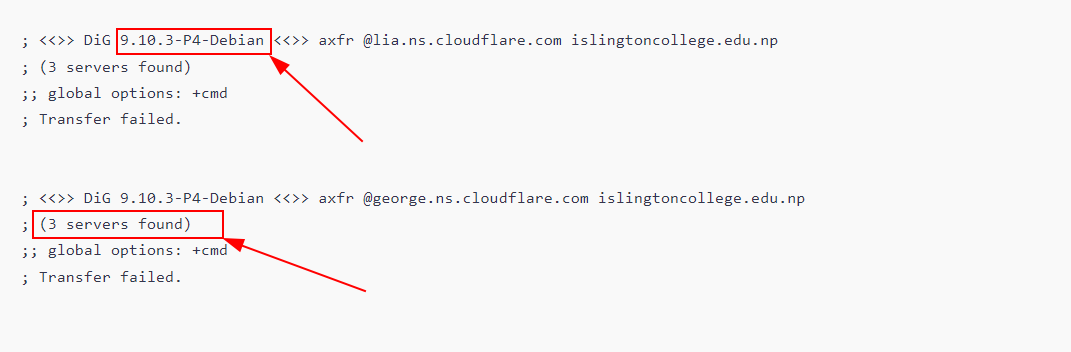 ; <<>> DiG 9.10.3-P4-Debian <<>> axfr @lia.ns.cloudflare.com islingtoncollege.edu.np
; (3 servers found)
;; global options: +cmd
; Transfer failed.
; <<>> DiG 9.10.3-P4-Debian <<>> axfr @george.ns.cloudflare.com islingtoncollege.edu.np
; (3 servers found)
;; global options: +cmd
; Transfer failed.